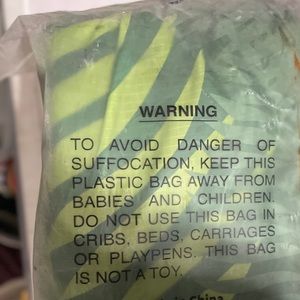 WARNING
TO AVOID DANGER OF
SUFFOCATION, KEEP THIS
PLASTIC BAG AWAY FROM
BABIES AND CHILDREN.
DO NOT USE THIS BAG IN
CRIBS, BEDS, CARRIAGES
OR PLAYPENS. THIS BAG
IS NOT A TOY.
China